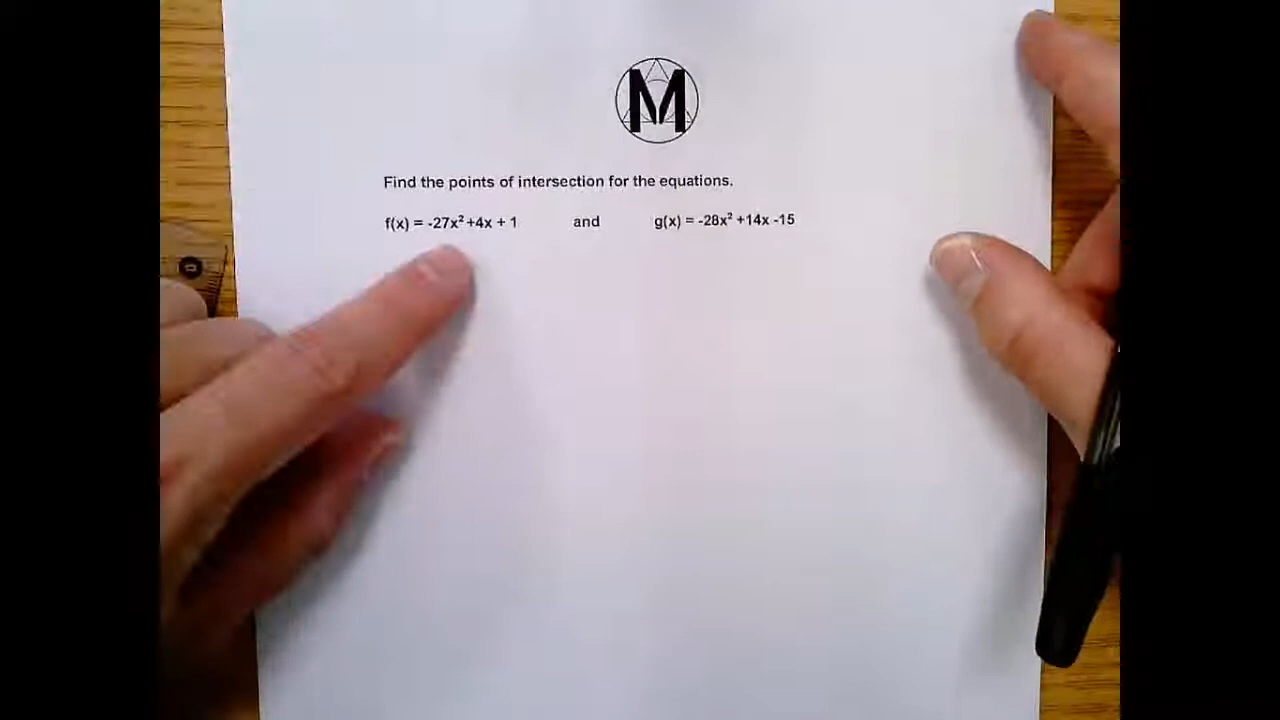 M
Find the points of intersection for the equations.
f(x) = -27x² +4x + 1 and g(x) = -28x² +14x -15